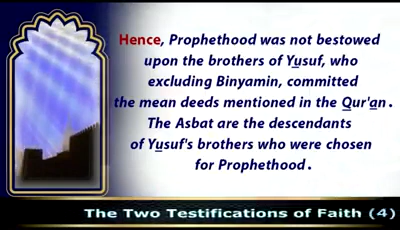 Hence, Prophethood was not bestowed
upon the brothers of Yusuf, who
excluding Binyamin, committed
the mean deeds mentioned in the Qur'an.
The Asbat are the descendants
of Yusuf's brothers who were chosen
for Prophethood.
The Two Testifications of Faith (4)